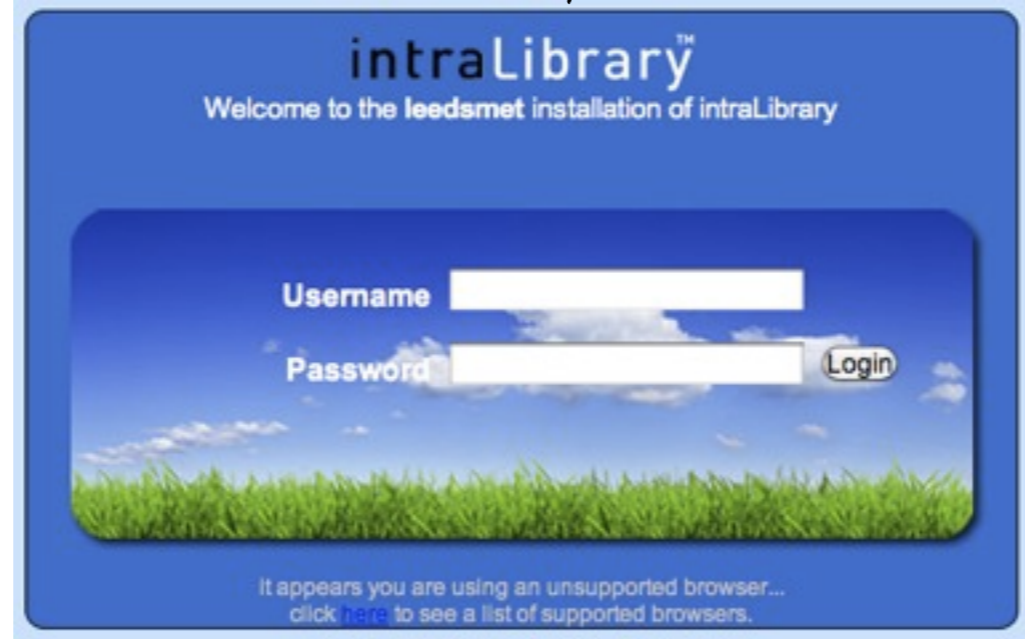 intraLibrary™
Welcome to the leedsmet installation of intraLibrary
Username
Password
Login
It appears you are using an unsupported browser...
click here to see a list of supported browsers.